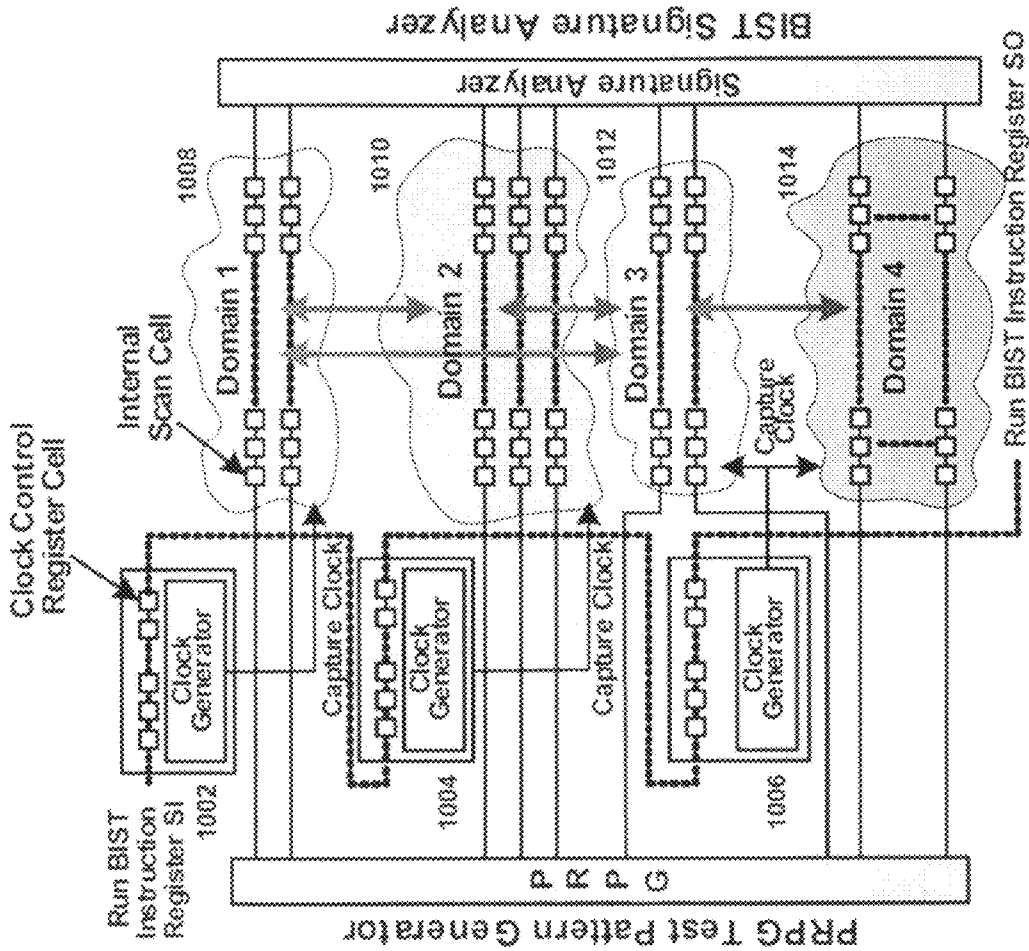 Clock Control
Register Cell
Internal
Scan Cell
Run BIST
Instruction
Register SI
1002
Clock
Generator
Capture Clock
1004
Clock
Generator
Capture Clock
1006
Clock
Generator
Capture
Clock
Domain 1
1008
Domain 2
1010
Domain 3
1012
Domain 4
1014
PRPG Test Pattern Generator
P
R
P
G
Signature Analyzer
BIST Signature Analyzer
Run BIST Instruction Register SO